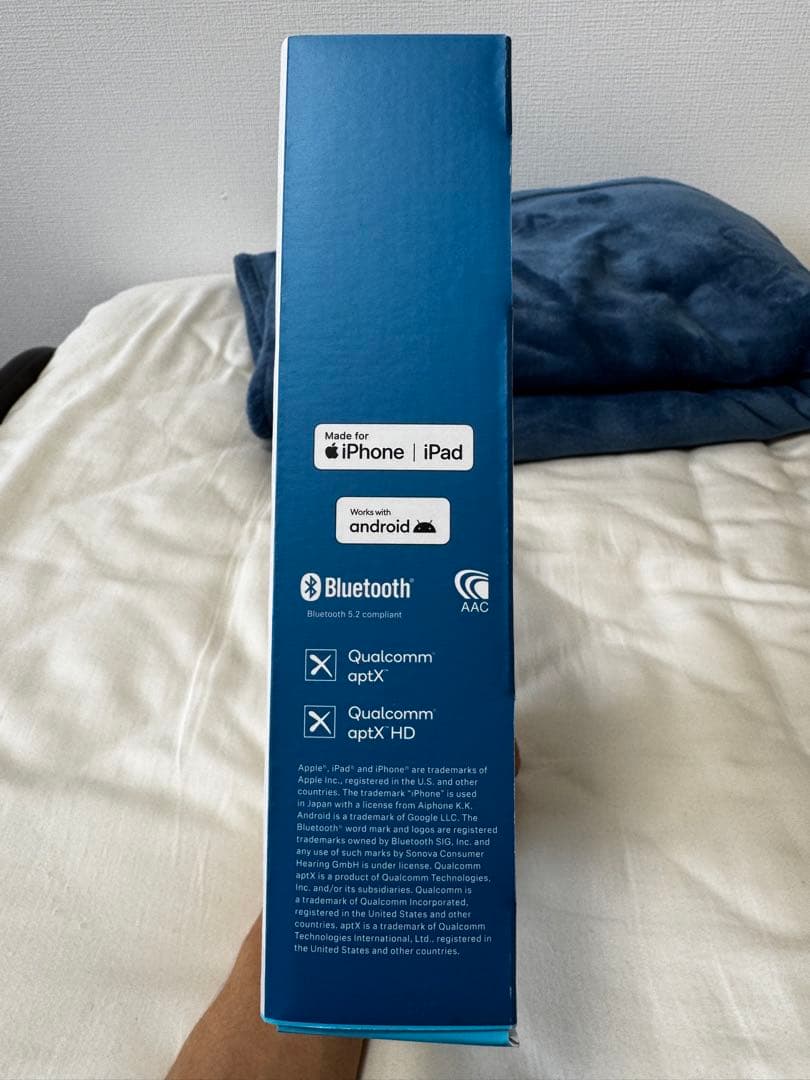 Made for
iPhone | iPad
Works with
android
Bluetooth®
Bluetooth 5.2 compliant
AAC
Qualcomm®
aptX™
Qualcomm®
aptX™ HD
Apple®, iPad® and iPhone® are trademarks of
Apple Inc., registered in the U.S. and other
countries. The trademark "iPhone" is used
in Japan with a license from Aiphone K.K.
Android is a trademark of Google LLC. The
Bluetooth® word mark and logos are registered
trademarks owned by Bluetooth SIG, Inc. and
any use of such marks by Sonova Consumer
Hearing GmbH is under license. Qualcomm
aptX is a product of Qualcomm Technologies,
Inc. and/or its subsidiaries. Qualcomm is
a trademark of Qualcomm Incorporated,
registered in the United States and other
countries. aptX is a trademark of Qualcomm
Technologies International, Ltd., registered in
the United States and other countries.